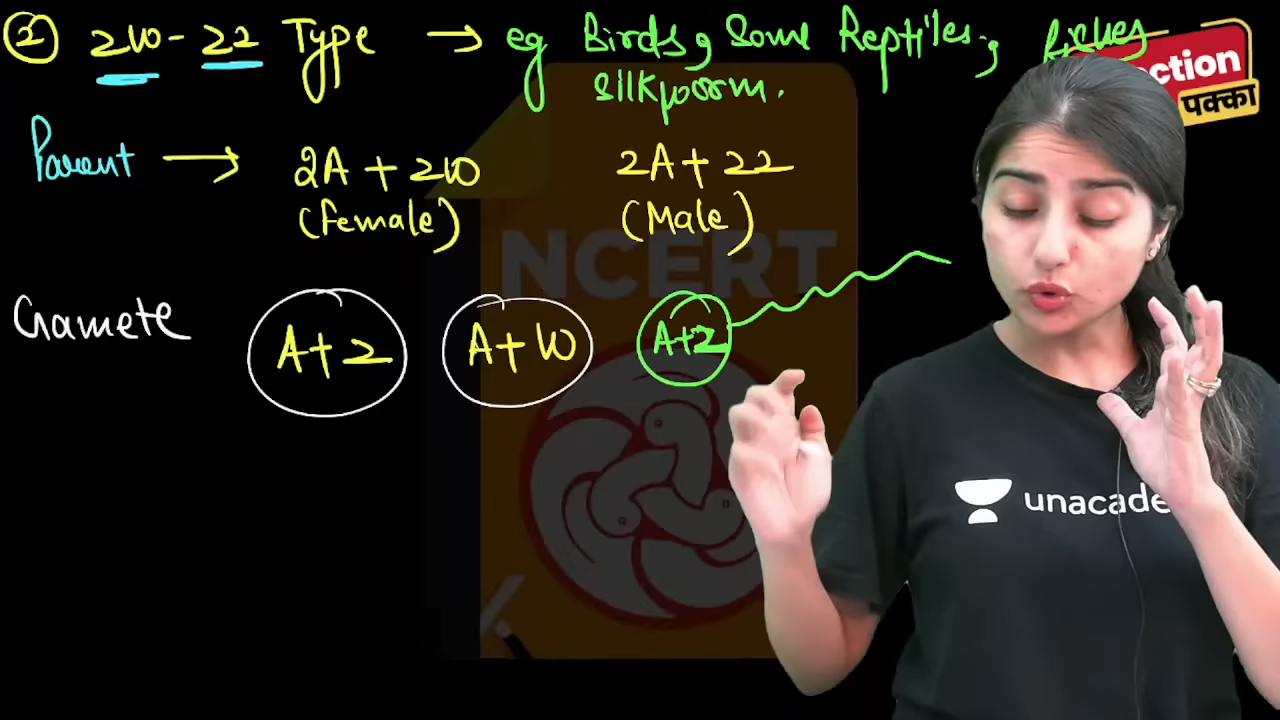 ② ZW - ZZ Type → eg Birds, Some Reptiles, fishes
silkworm.
ction
पक्का
Parent → 2A + ZW 2A + ZZ
(Female) (Male)
NCERT
Gamete A+Z A+W A+Z
unacade